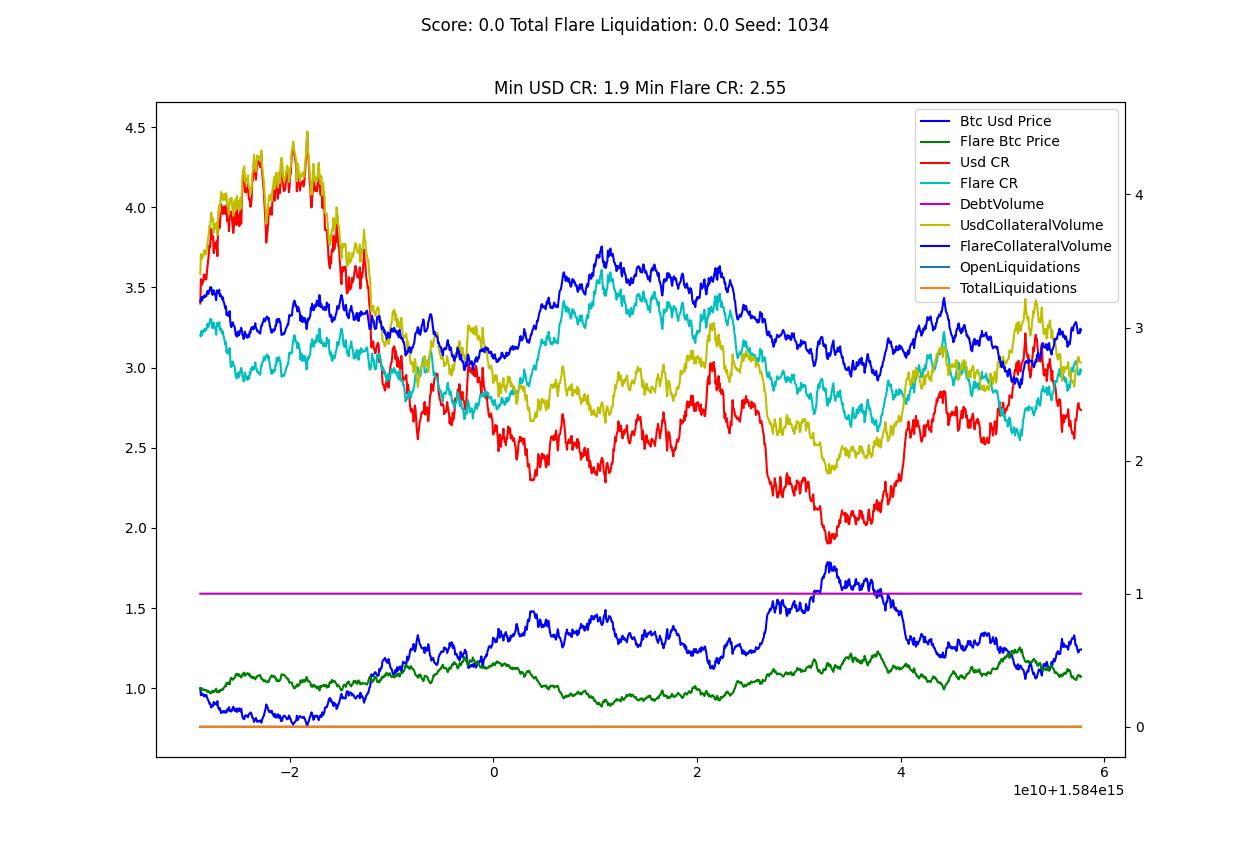 Score: 0.0 Total Flare Liquidation: 0.0 Seed: 1034
Min USD CR: 1.9 Min Flare CR: 2.55
Btc Usd Price
Flare Btc Price
Usd CR
Flare CR
DebtVolume
UsdCollateralVolume
FlareCollateralVolume
OpenLiquidations
TotalLiquidations
4.5
4.0
3.5
3.0
2.5
2.0
1.5
1.0
4
3
2
1
0
−2 0 2 4 6
1e10+1.584e15